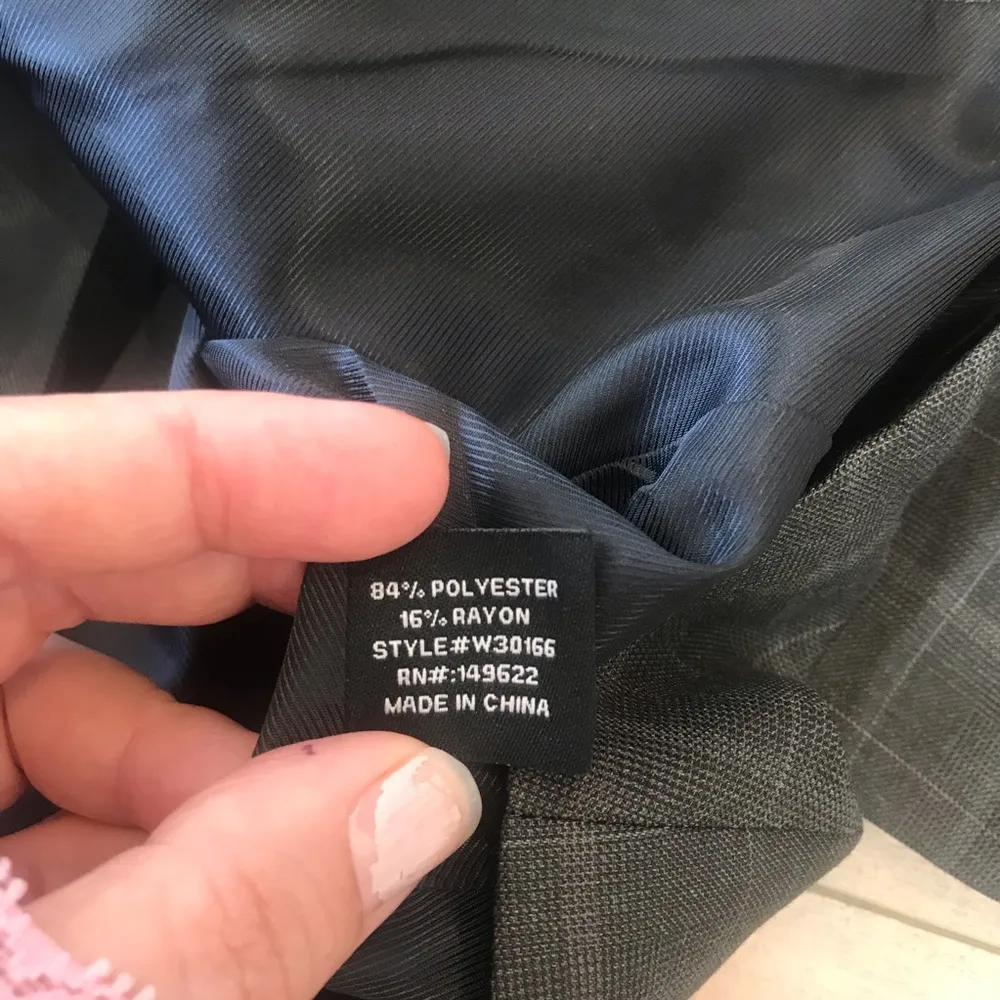 84% POLYESTER
16% RAYON
STYLE#W30166
RN#:149622
MADE IN CHINA